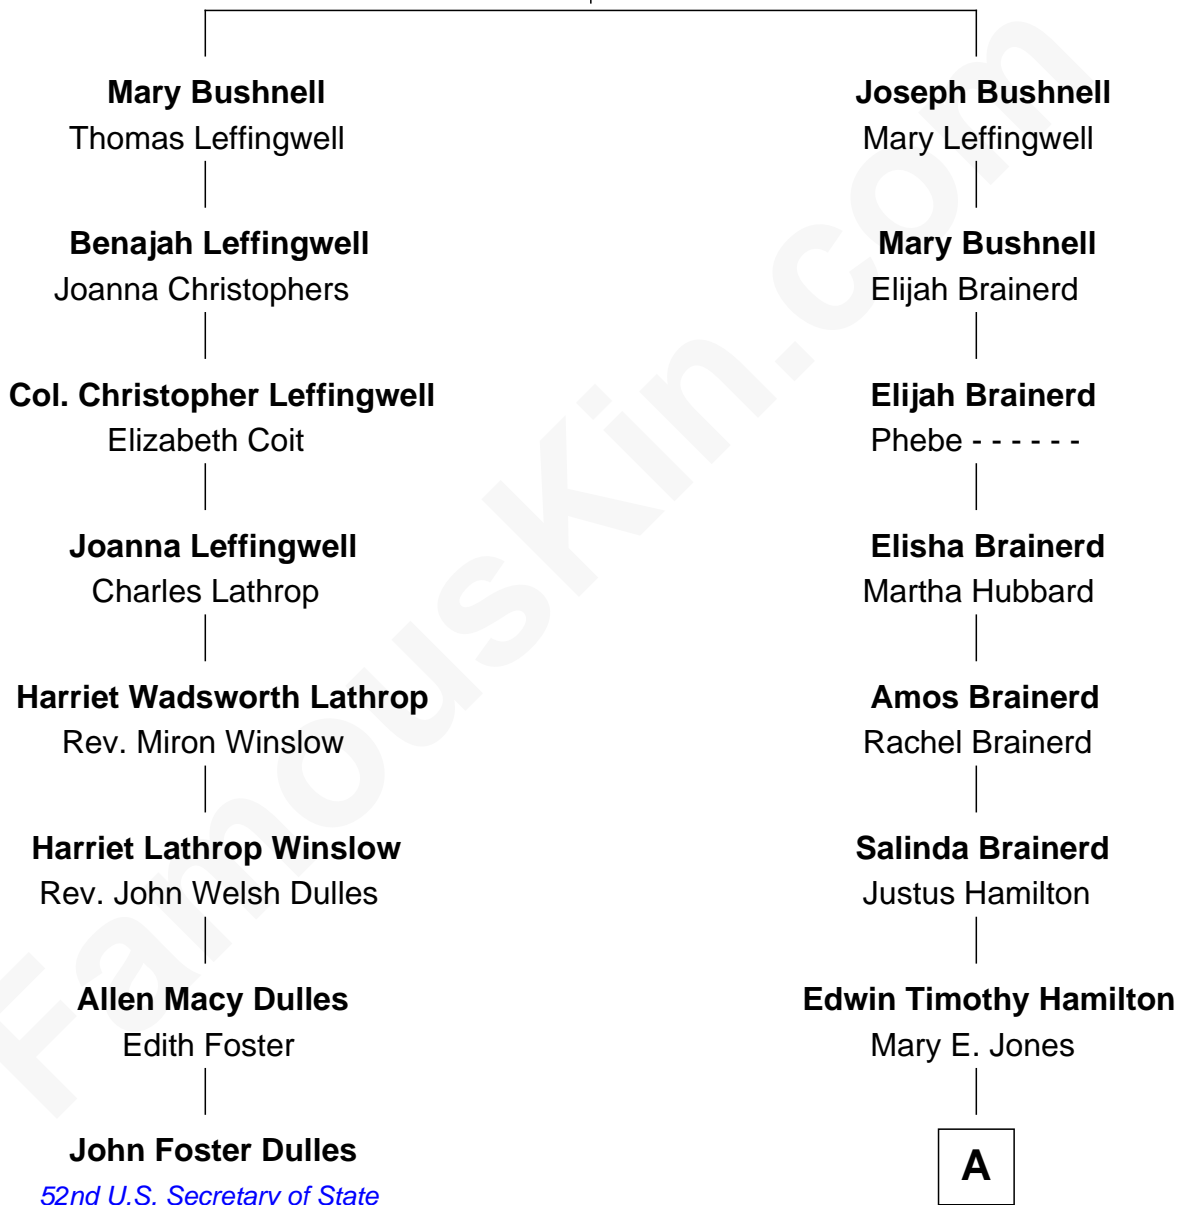 Mary Bushnell
Thomas Leffingwell
Benajah Leffingwell
Joanna Christophers
Col. Christopher Leffingwell
Elizabeth Coit
Joanna Leffingwell
Charles Lathrop
Harriet Wadsworth Lathrop
Rev. Miron Winslow
Harriet Lathrop Winslow
Rev. John Welsh Dulles
Allen Macy Dulles
Edith Foster
John Foster Dulles
52nd U.S. Secretary of State
Joseph Bushnell
Mary Leffingwell
Mary Bushnell
Elijah Brainerd
Elijah Brainerd
Phebe - - - - - -
Elisha Brainerd
Martha Hubbard
Amos Brainerd
Rachel Brainerd
Salinda Brainerd
Justus Hamilton
Edwin Timothy Hamilton
Mary E. Jones
A
FamousKin.com